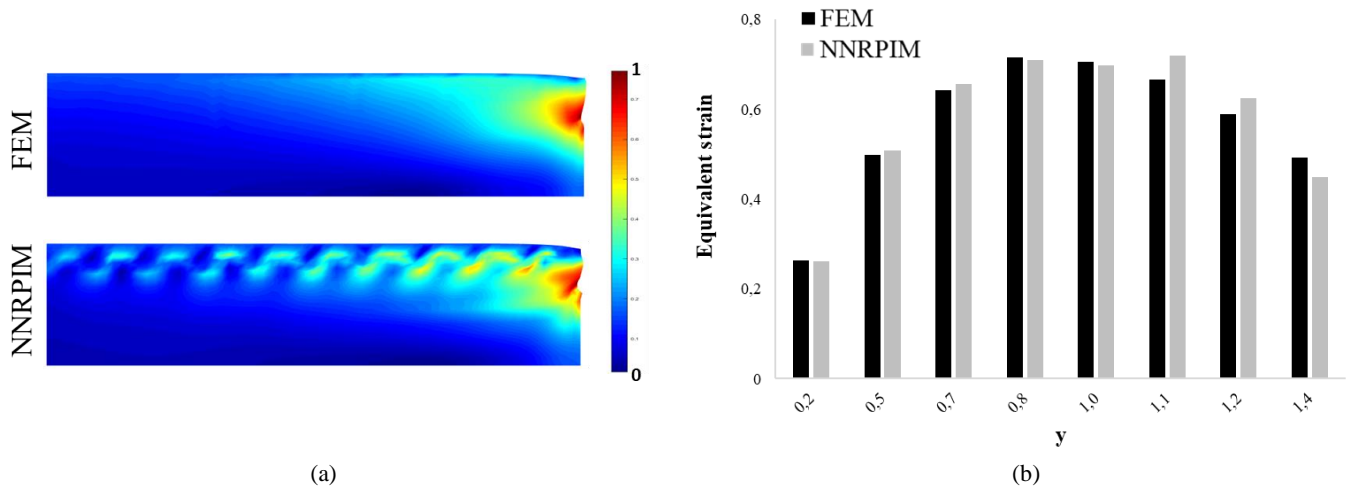 FEM
NNRPIM
1
0
0,8
0,6
0,4
0,2
0
Equivalent strain
FEM
NNRPIM
0,2
0,5
0,7
0,8
1,0
1,1
1,2
1,4
y
(a)
(b)